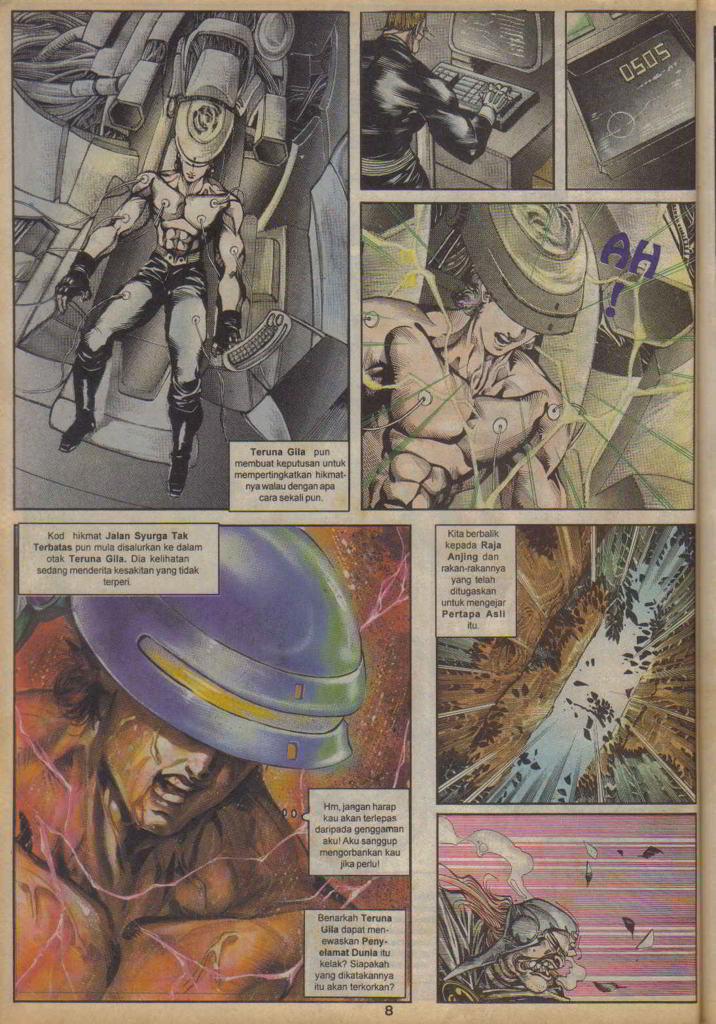 0505
AH
!
Teruna Gila pun
membuat keputusan untuk
mempertingkatkan hikmat-
nya walau dengan apa
cara sekali pun.
Kod hikmat Jalan Syurga Tak
Terbatas pun mula disalurkan ke dalam
otak Teruna Gila. Dia kelihatan
sedang menderita kesakitan yang tidak
terperi.
Kita berbalik
kepada Raja
Anjing dan
rakan-rakannya
yang telah
ditugaskan
untuk mengejar
Pertapa Asli
itu.
Hm, jangan harap
kau akan terlepas
daripada genggaman
aku! Aku sanggup
mengorbankan kau
jika perlu!
Benarkah Teruna
Gila dapat men-
ewaskan Peny-
elamat Dunia itu
kelak? Siapakah
yang dikatakannya
itu akan terkorban?
8